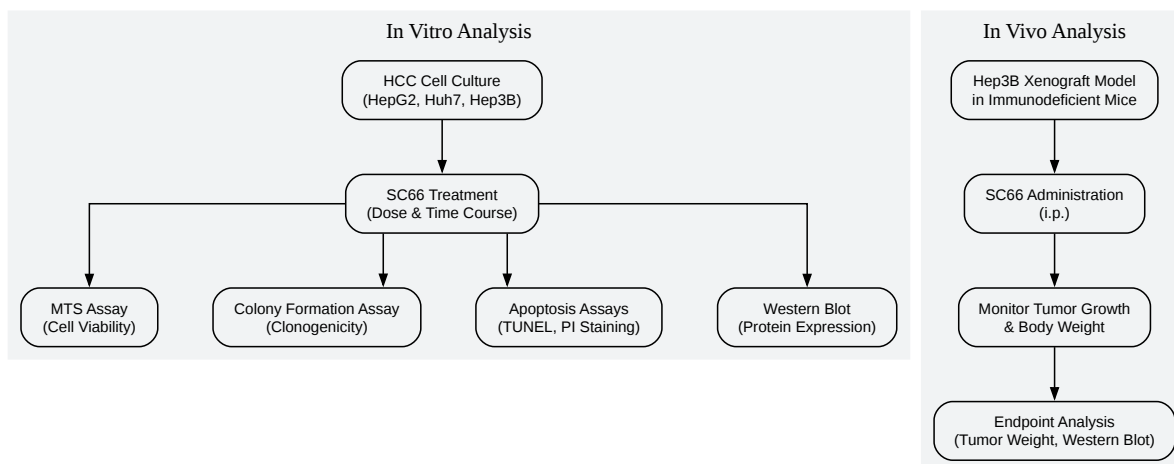 In Vitro Analysis
HCC Cell Culture
(HepG2, Huh7, Hep3B)
SC66 Treatment
(Dose & Time Course)
MTS Assay
(Cell Viability)
Colony Formation Assay
(Clonogenicity)
Apoptosis Assays
(TUNEL, PI Staining)
Western Blot
(Protein Expression)
In Vivo Analysis
Hep3B Xenograft Model
in Immunodeficient Mice
SC66 Administration
(i.p.)
Monitor Tumor Growth
& Body Weight
Endpoint Analysis
(Tumor Weight, Western Blot)